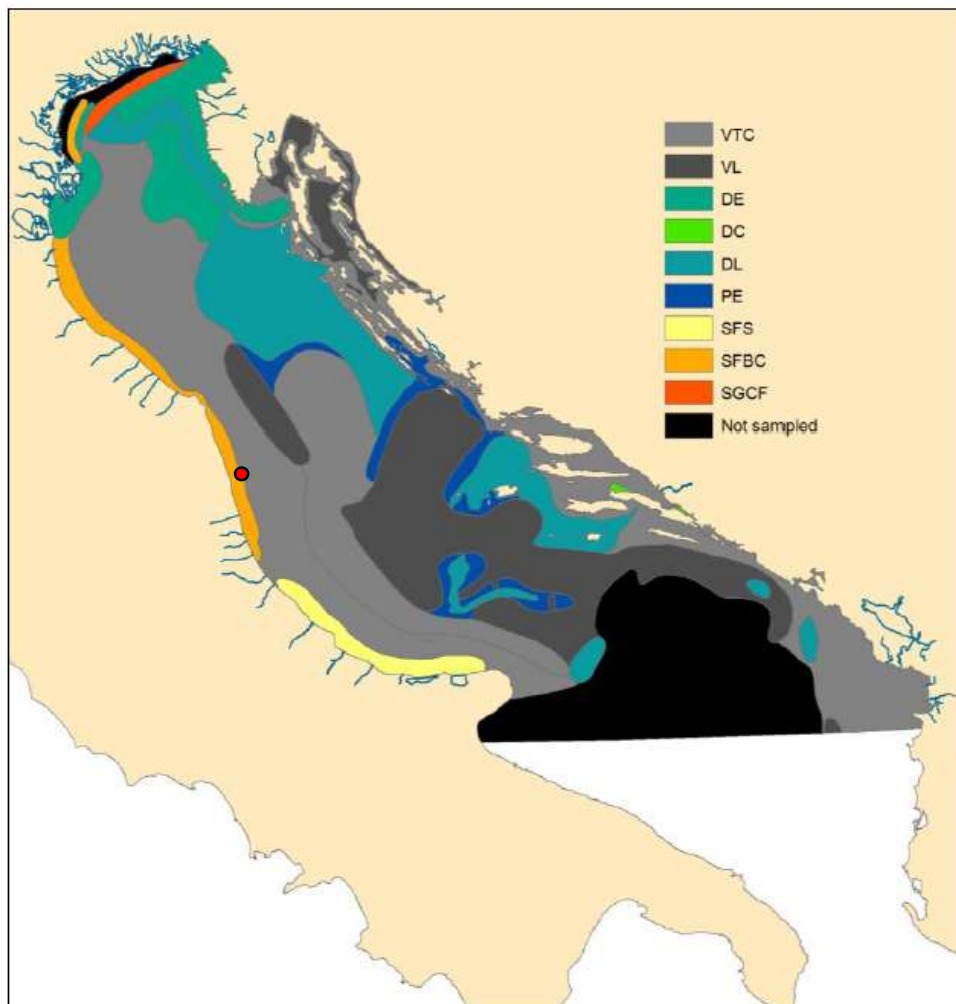 VTC
VL
DE
DC
DL
PE
SFS
SFBC
SGCF
Not sampled